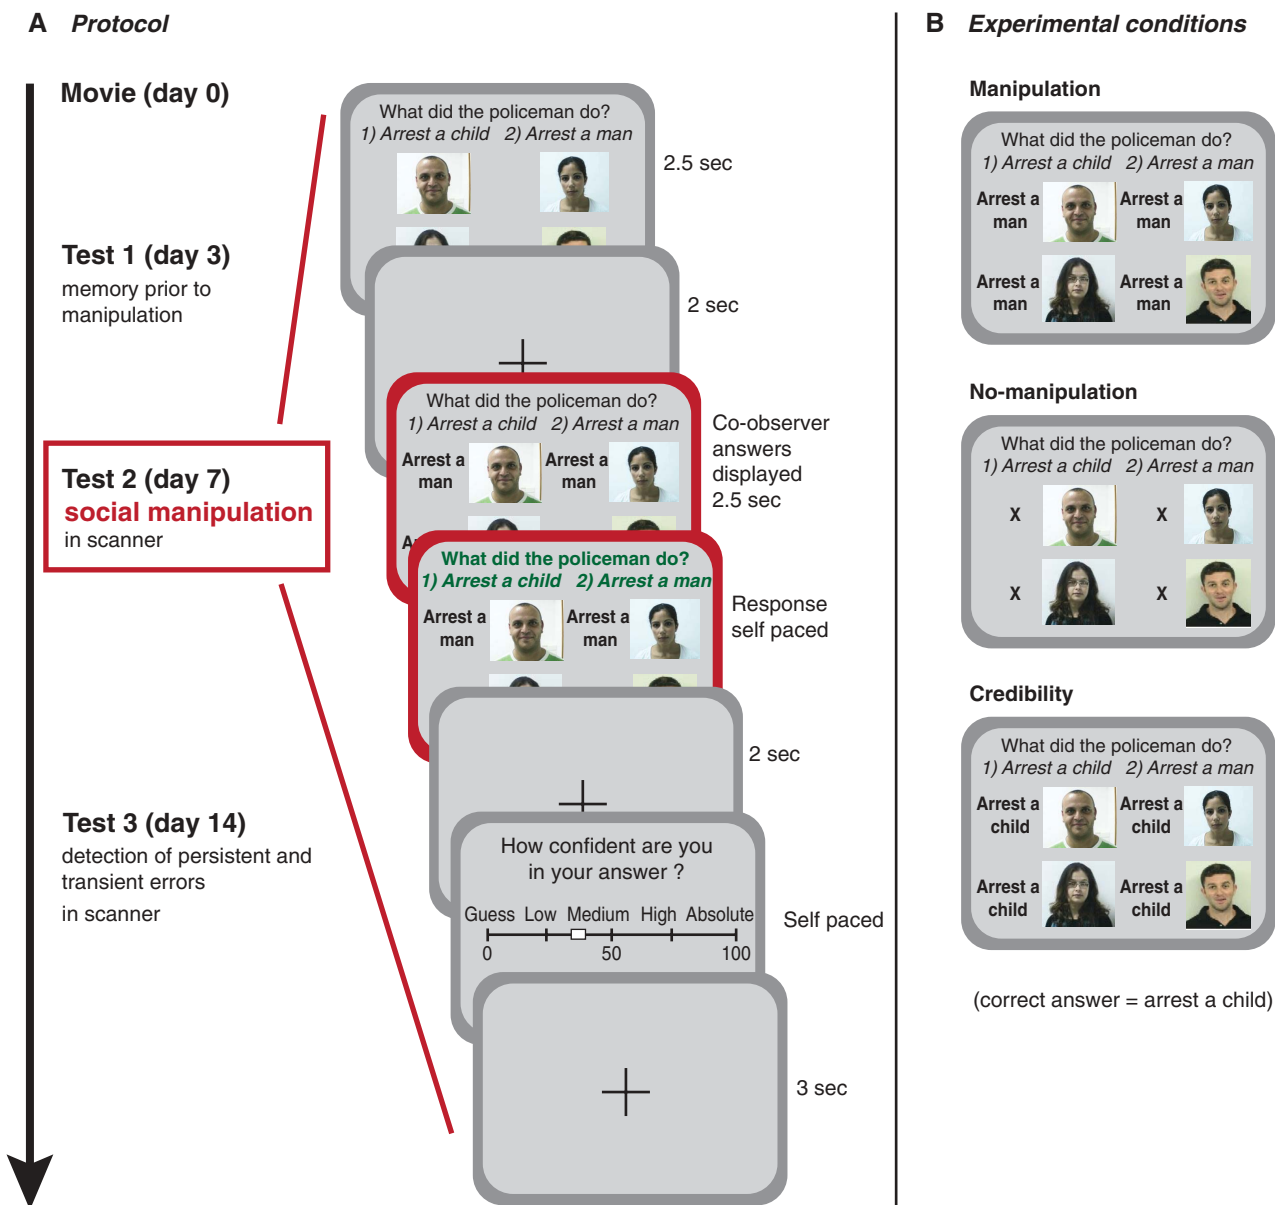 A Protocol
Movie (day 0)
Test 1 (day 3)
memory prior to
manipulation
Test 2 (day 7)
social manipulation
in scanner
Test 3 (day 14)
detection of persistent and
transient errors
in scanner
What did the policeman do?
1) Arrest a child 2) Arrest a man
2.5 sec
2 sec
What did the policeman do?
1) Arrest a child 2) Arrest a man
Arrest a Arrest a
man man
A
Co-observer
answers
displayed
2.5 sec
What did the policeman do?
1) Arrest a child 2) Arrest a man
Arrest a Arrest a
man man
Response
self paced
2 sec
How confident are you
in your answer ?
Guess Low Medium High Absolute
0 50 100
Self paced
3 sec
B Experimental conditions
Manipulation
What did the policeman do?
1) Arrest a child 2) Arrest a man
Arrest a Arrest a
man man
Arrest a Arrest a
man man
No-manipulation
What did the policeman do?
1) Arrest a child 2) Arrest a man
X X
X X
Credibility
What did the policeman do?
1) Arrest a child 2) Arrest a man
Arrest a Arrest a
child child
Arrest a Arrest a
child child
(correct answer = arrest a child)